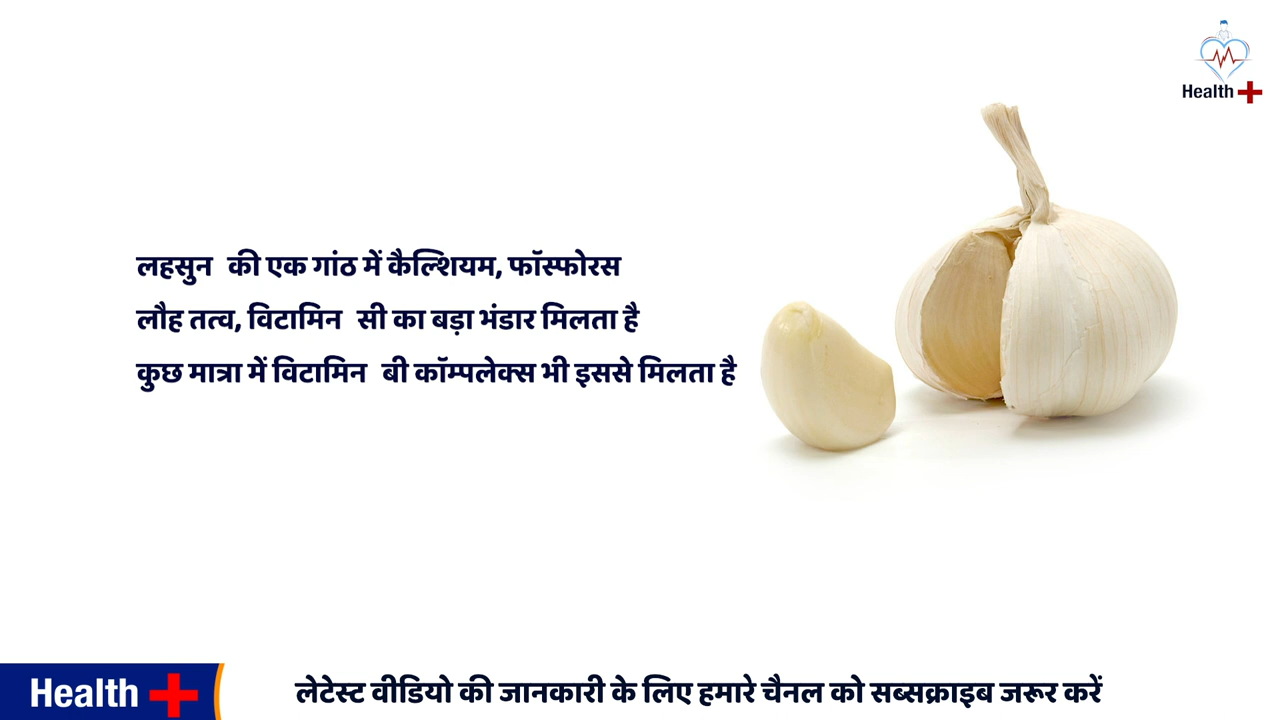 Health +
लहसुन की एक गांठ में कैल्शियम, फॉस्फोरस
लौह तत्व, विटामिन सी का बड़ा भंडार मिलता है
कुछ मात्रा में विटामिन बी कॉम्पलेक्स भी इससे मिलता है
Health +
लेटेस्ट वीडियो की जानकारी के लिए हमारे चैनल को सब्सक्राइब जरूर करें